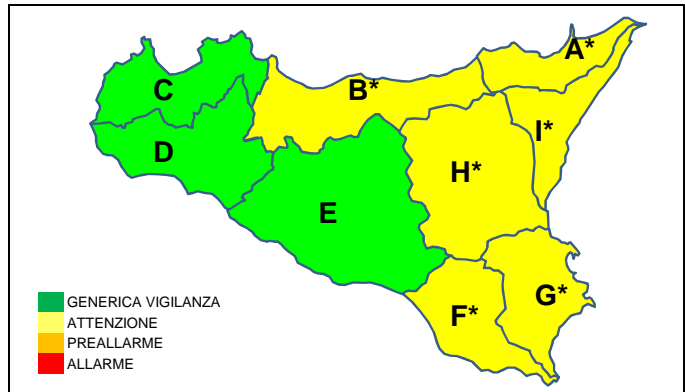 A*
C
B*
I*
D
H*
E
G*
F*
GENERICA VIGILANZA
ATTENZIONE
PREALLARME
ALLARME